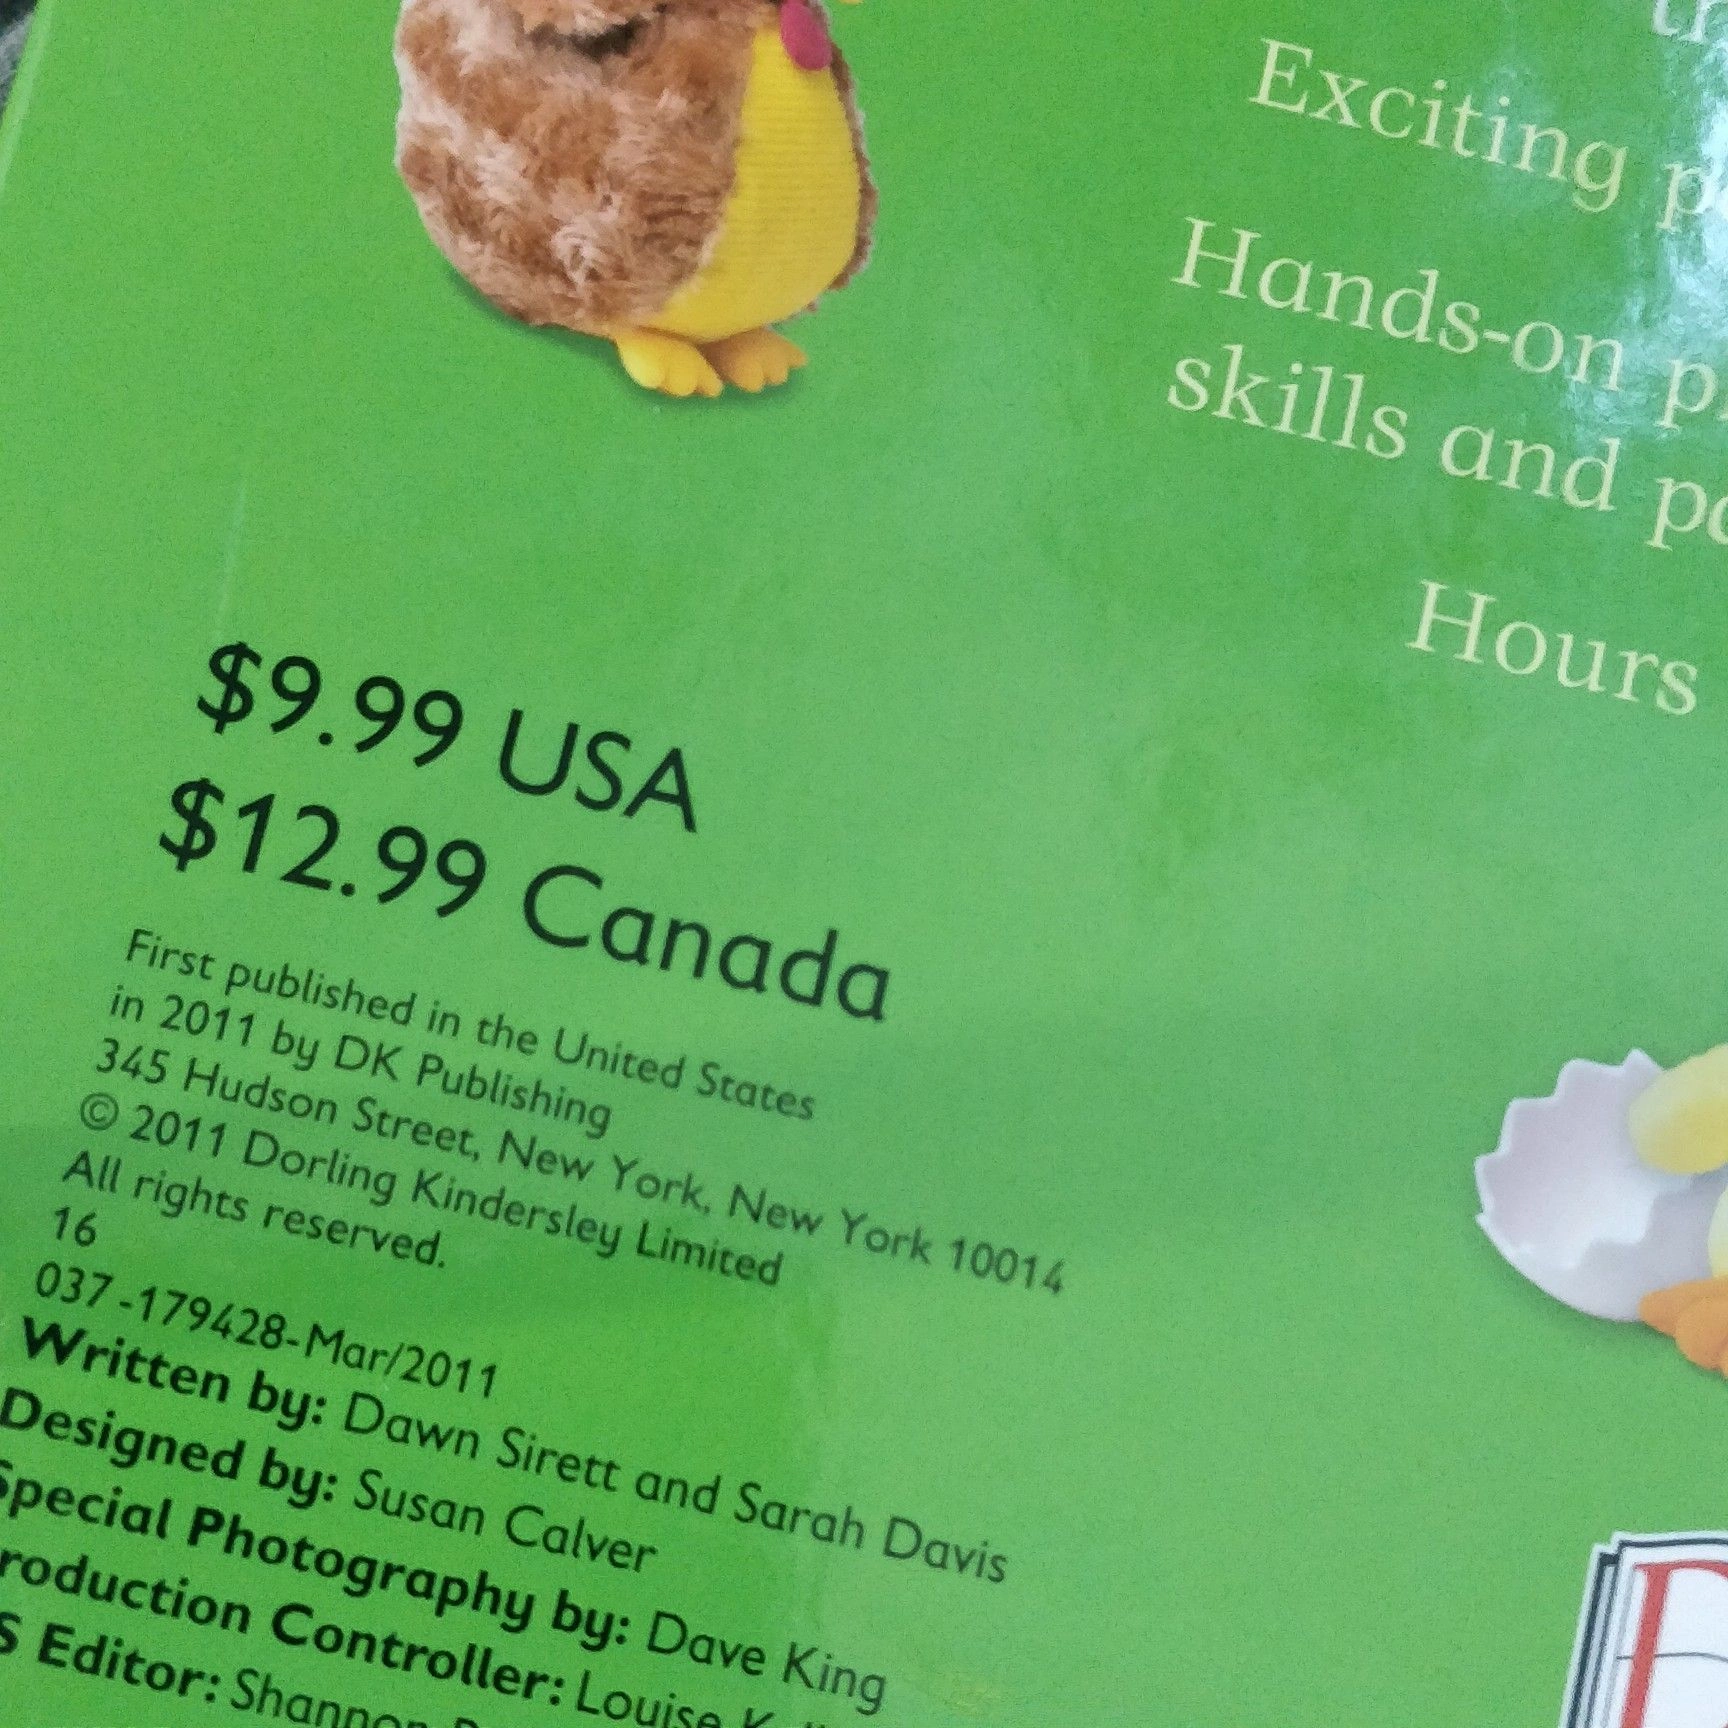 Exciting
Hands-on
skills and
Hours
$9.99 USA
$12.99 Canada
First published in the United States
in 2011 by DK Publishing
345 Hudson Street, New York, New York 10014
© 2011 Dorling Kindersley Limited
All rights reserved.
16
037-179428-Mar/2011
Written by: Dawn Sirett and Sarah Davis
Designed by: Susan Calver
Special Photography by: Dave King
roduction Controller: Louise
S Editor: Shannon